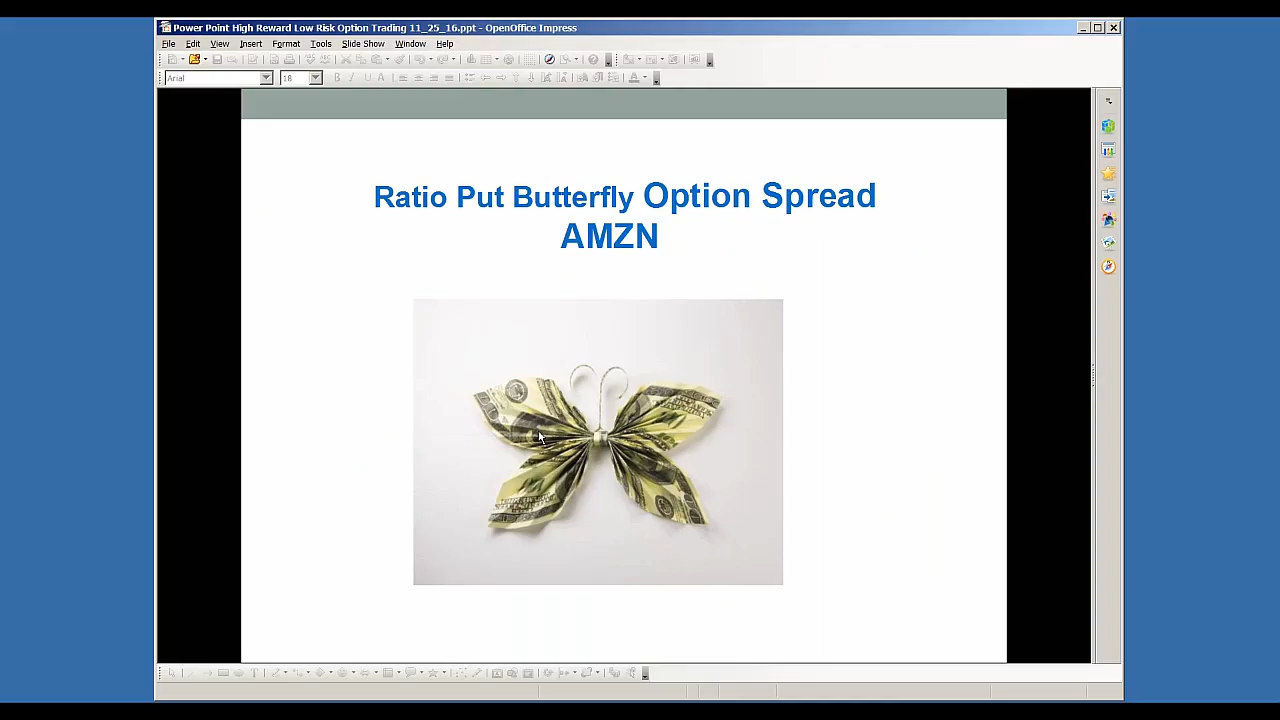 Power Point High Reward Low Risk Option Trading 11_25_16.ppt - OpenOffice Impress
File Edit View Insert Format Tools Slide Show Window Help
Arial 18
Ratio Put Butterfly Option Spread
AMZN